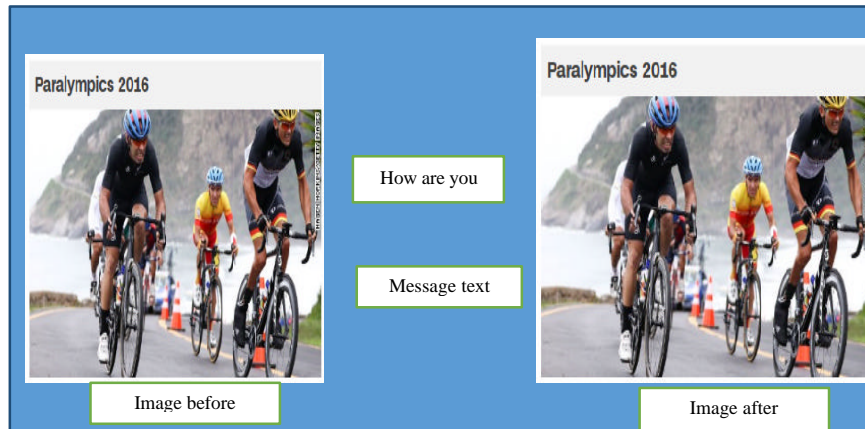 Paralympics 2016
Paralympics 2016
How are you
Message text
Image before
Image after